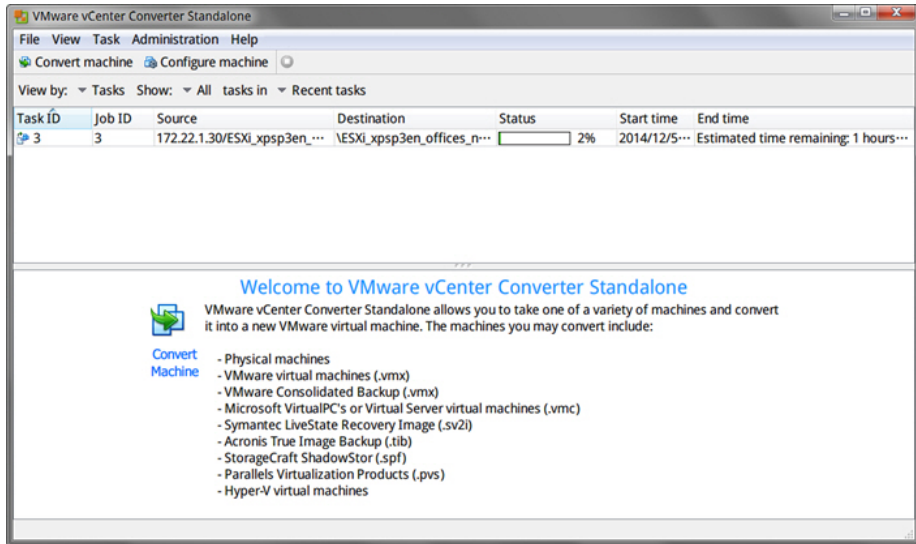 VMware vCenter Converter Standalone
File View Task Administration Help
Convert machine Configure machine
View by: Tasks Show: All tasks in Recent tasks
Task ID Job ID Source Destination Status Start time End time
3 3 172.22.1.30/ESXi_xpsp3en_... \ESXi_xpsp3en_offices_n... 2% 2014/12/5... Estimated time remaining: 1 hours...
Welcome to VMware vCenter Converter Standalone
VMware vCenter Converter Standalone allows you to take one of a variety of machines and convert
it into a new VMware virtual machine. The machines you may convert include:
Convert
Machine
- Physical machines
- VMware virtual machines (.vmx)
- VMware Consolidated Backup (.vmx)
- Microsoft VirtualPC's or Virtual Server virtual machines (.vmc)
- Symantec LiveState Recovery Image (.sv2i)
- Acronis True Image Backup (.tib)
- StorageCraft ShadowStor (.spf)
- Parallels Virtualization Products (.pvs)
- Hyper-V virtual machines